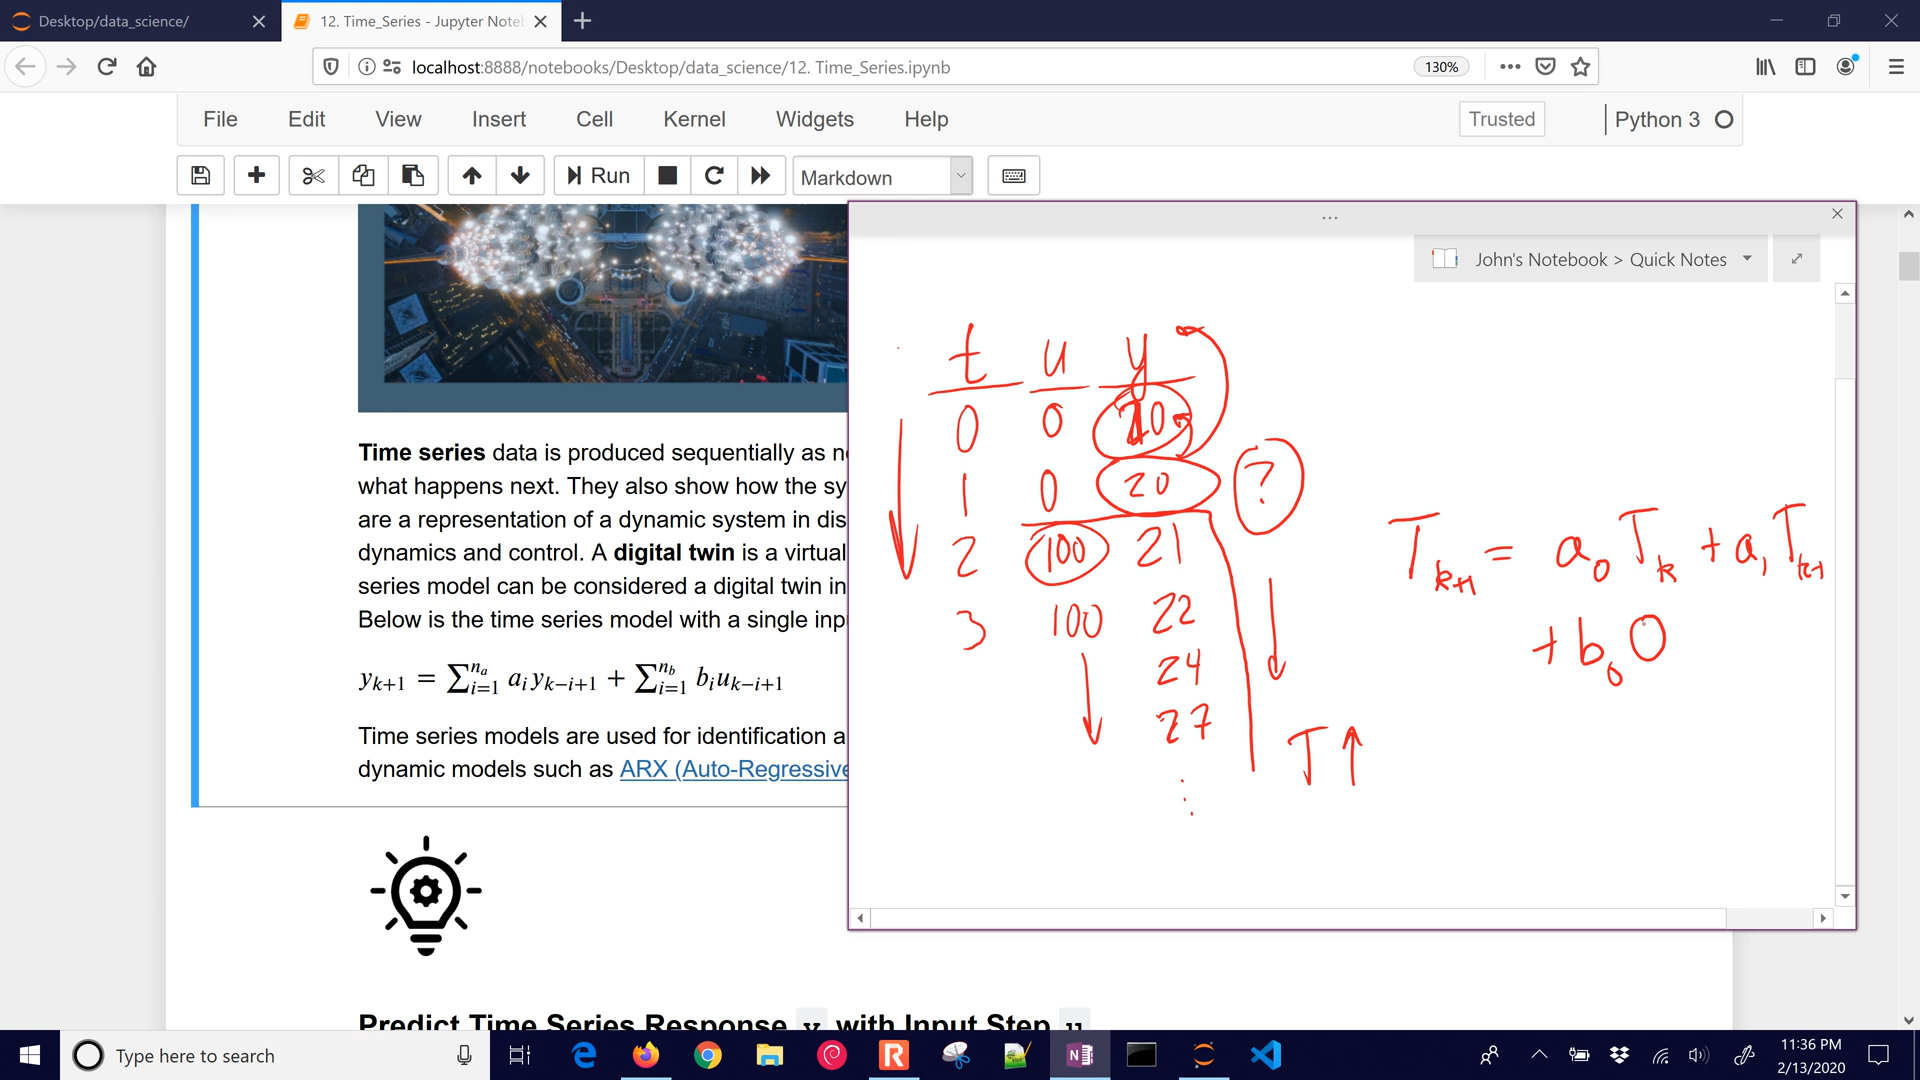 Desktop/data_science/
12. Time_Series - Jupyter Noteb
localhost:8888/notebooks/Desktop/data_science/12. Time_Series.ipynb
130%
File Edit View Insert Cell Kernel Widgets Help
Trusted
Python 3
Run
Markdown
John's Notebook > Quick Notes
t u y
0 0
1 0 20 ?
2 100 21
3 100 22
24
27
T ↑
T_{k+1} = a_0 T_k + a_1 T_{k-1}
+ b_0 0
Time series data is produced sequentially as n
what happens next. They also show how the sy
are a representation of a dynamic system in dis
dynamics and control. A digital twin is a virtual
series model can be considered a digital twin in
Below is the time series model with a single inp
y_{k+1} = ∑_{i=1}^{n_a} a_i y_{k-i+1} + ∑_{i=1}^{n_b} b_i u_{k-i+1}
Time series models are used for identification a
dynamic models such as ARX (Auto-Regressive
Predict Time Series Response y with Input Step u
Type here to search
11:36 PM
2/13/2020